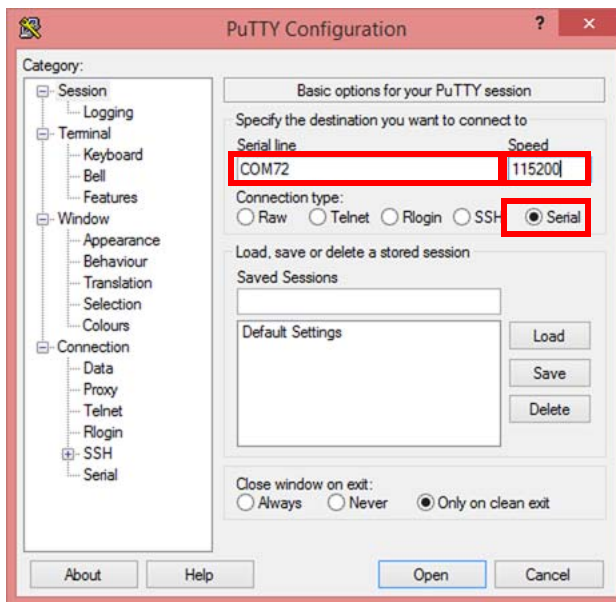 PuTTY Configuration
?
×
Category:
Session
Logging
Terminal
Keyboard
Bell
Features
Window
Appearance
Behaviour
Translation
Selection
Colours
Connection
Data
Proxy
Telnet
Rlogin
SSH
Serial
Basic options for your PuTTY session
Specify the destination you want to connect to
Serial line Speed
COM72 115200
Connection type:
Raw Telnet Rlogin SSH Serial
Load, save or delete a stored session
Saved Sessions
Default Settings
Load
Save
Delete
Close window on exit:
Always Never Only on clean exit
About Help Open Cancel